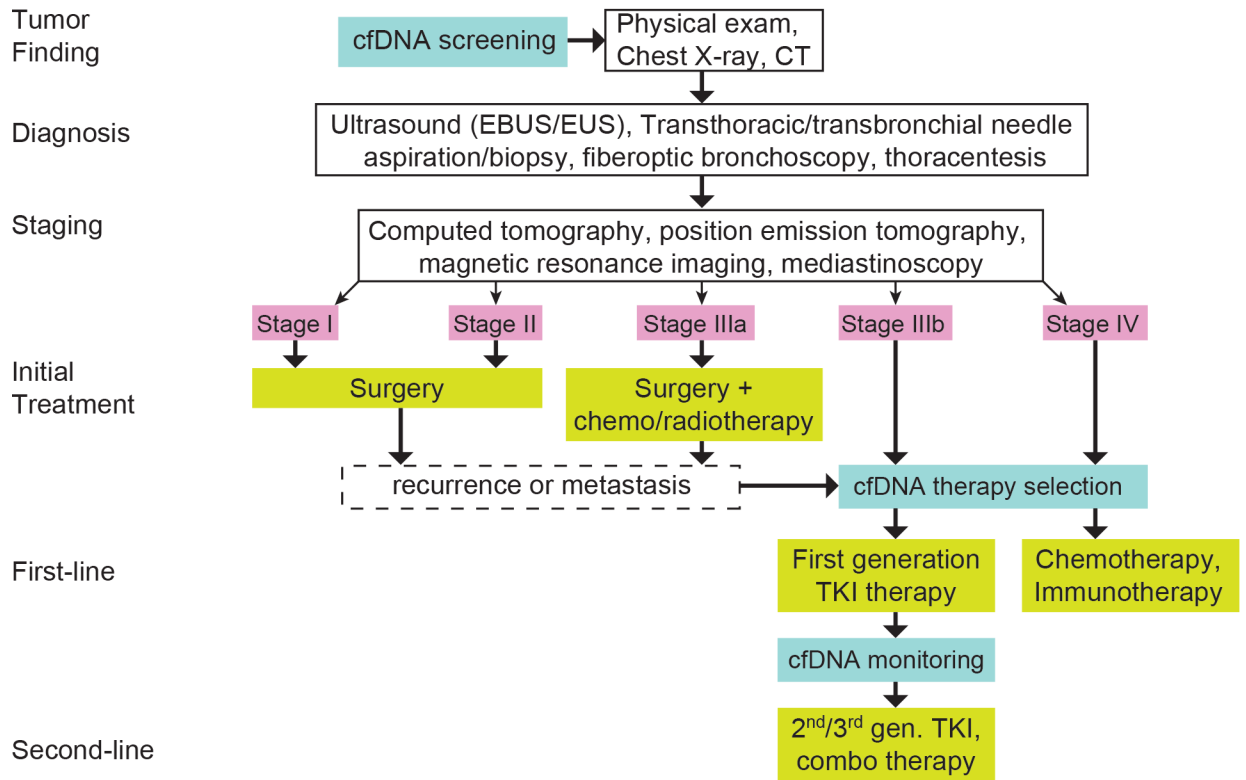 Tumor
Finding
cfDNA screening
Physical exam,
Chest X-ray, CT
Diagnosis
Ultrasound (EBUS/EUS), Transthoracic/transbronchial needle
aspiration/biopsy, fiberoptic bronchoscopy, thoracentesis
Staging
Computed tomography, position emission tomography,
magnetic resonance imaging, mediastinoscopy
Stage I
Stage II
Stage IIIa
Stage IIIb
Stage IV
Initial
Treatment
Surgery
Surgery +
chemo/radiotherapy
recurrence or metastasis
cfDNA therapy selection
First-line
First generation
TKI therapy
Chemotherapy,
Immunotherapy
cfDNA monitoring
Second-line
2nd/3rd gen. TKI,
combo therapy